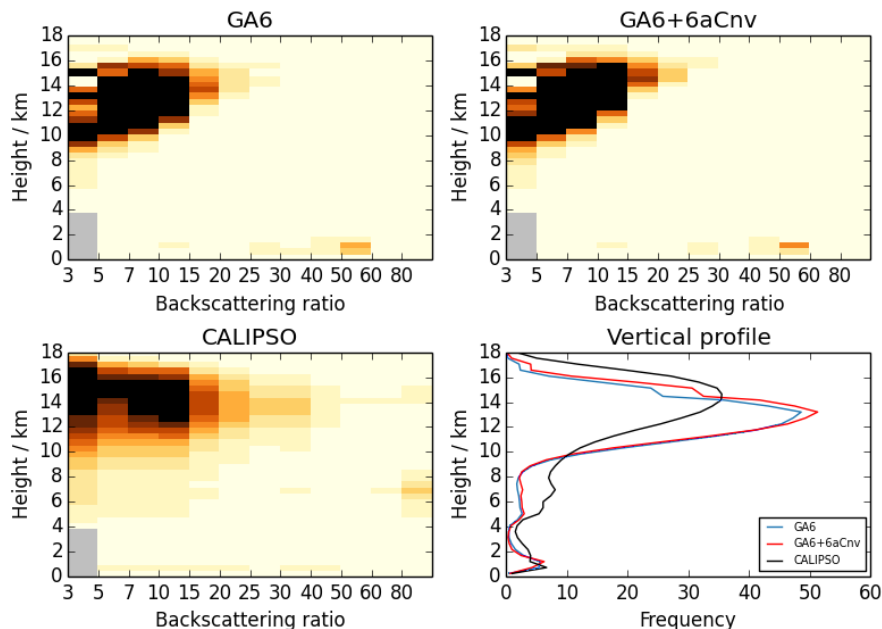 GA6
GA6+6aCnv
18
16
14
12
10
8
6
4
2
0
Height / km
3 5 7 10 15 20 25 30 40 50 60 80
Backscattering ratio
18
16
14
12
10
8
6
4
2
0
Height / km
3 5 7 10 15 20 25 30 40 50 60 80
Backscattering ratio
CALIPSO
Vertical profile
18
16
14
12
10
8
6
4
2
0
Height / km
3 5 7 10 15 20 25 30 40 50 60 80
Backscattering ratio
18
16
14
12
10
8
6
4
2
0
Height / km
GA6
GA6+6aCnv
CALIPSO
0 10 20 30 40 50 60
Frequency